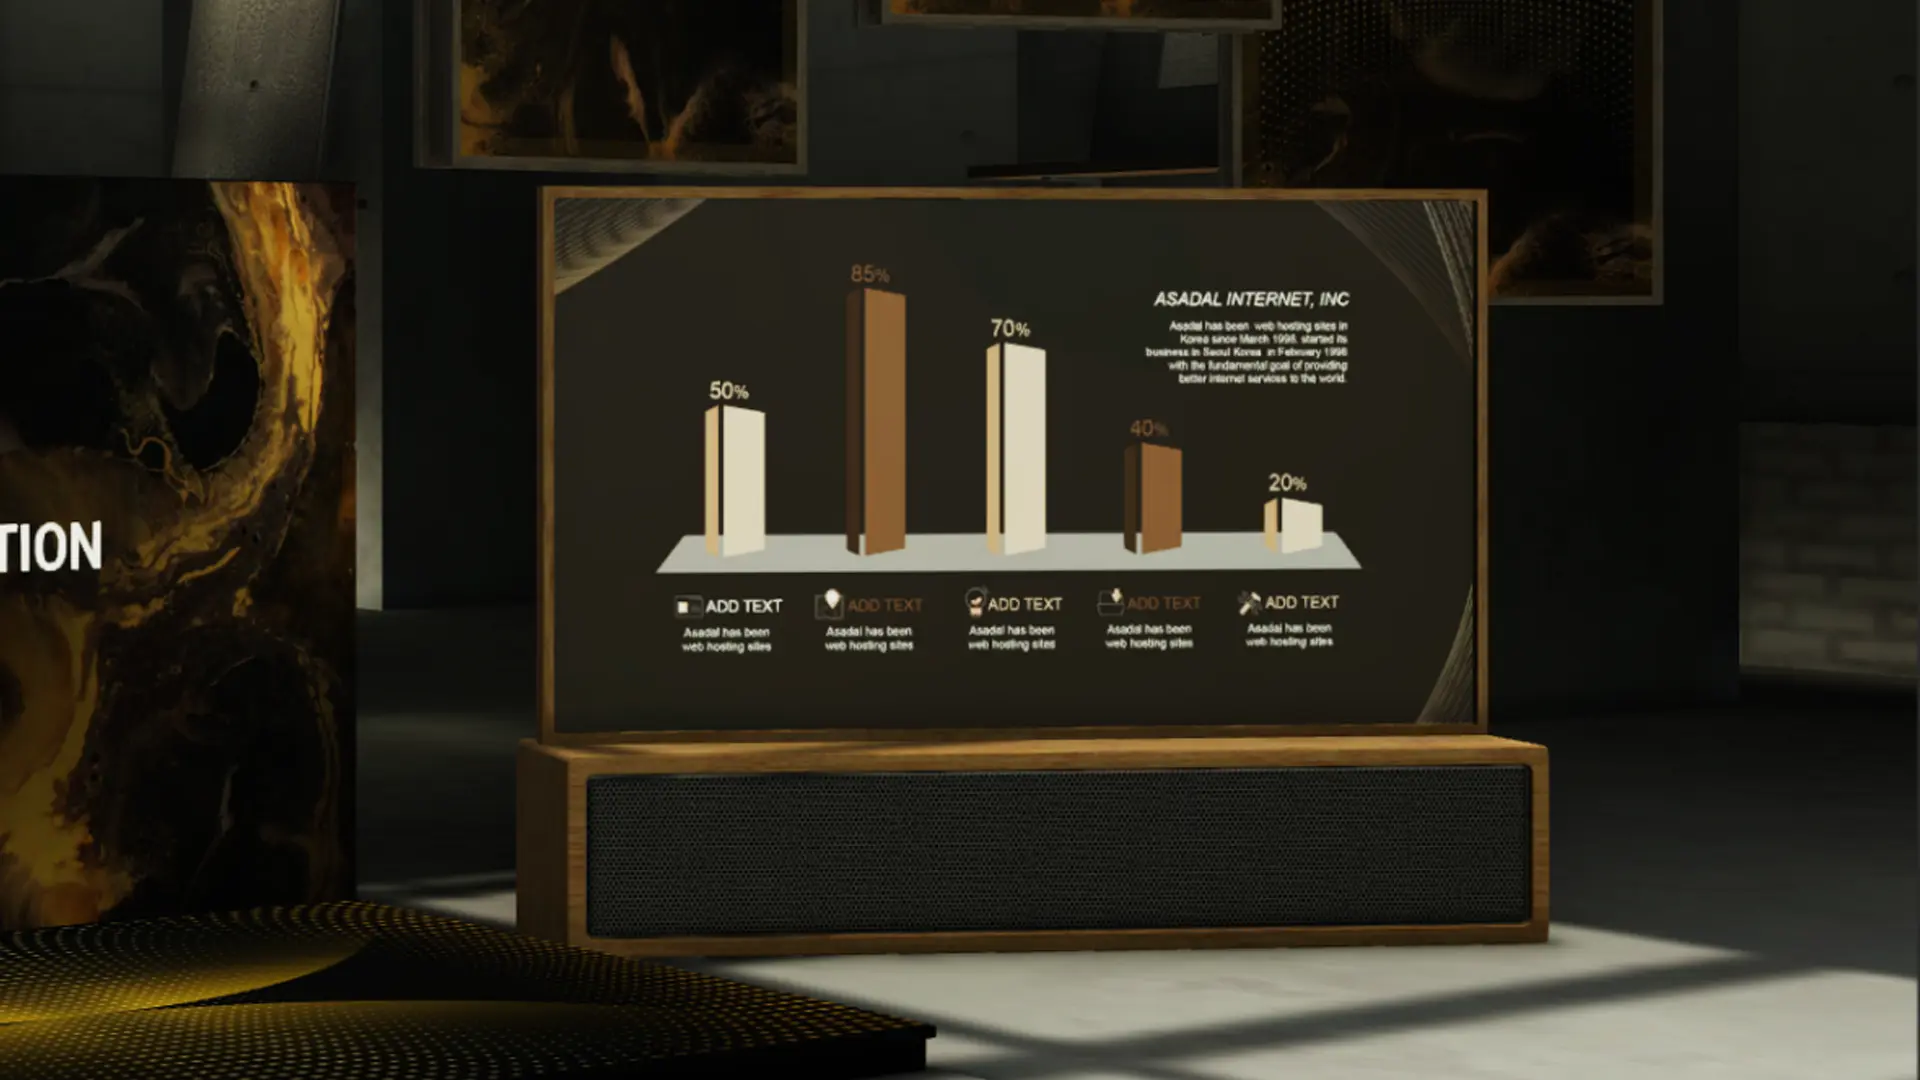 TION
85%
70%
50%
40%
20%
ASADAL INTERNET, INC
Asadal has been web hosting sites in
Korea since March 1998. started its
business in Seoul Korea in February 1998
with the fundamental goal of providing
better internet services to the world.
ADD TEXT
Asadal has been
web hosting sites
ADD TEXT
Asadal has been
web hosting sites
ADD TEXT
Asadal has been
web hosting sites
ADD TEXT
Asadal has been
web hosting sites
ADD TEXT
Asadal has been
web hosting sites